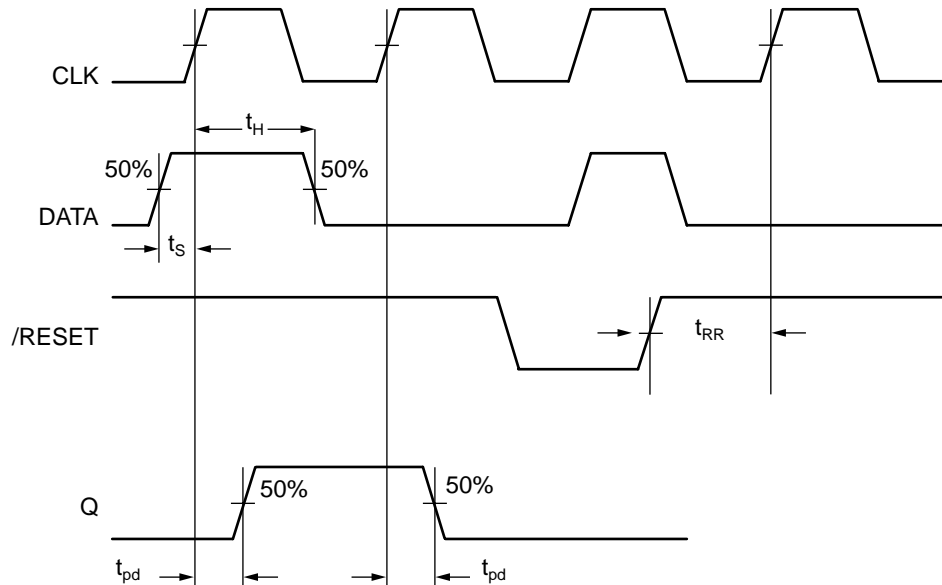 CLK
t_H
50% 50%
DATA
t_S
/RESET
t_RR
50% 50%
Q
t_pd t_pd